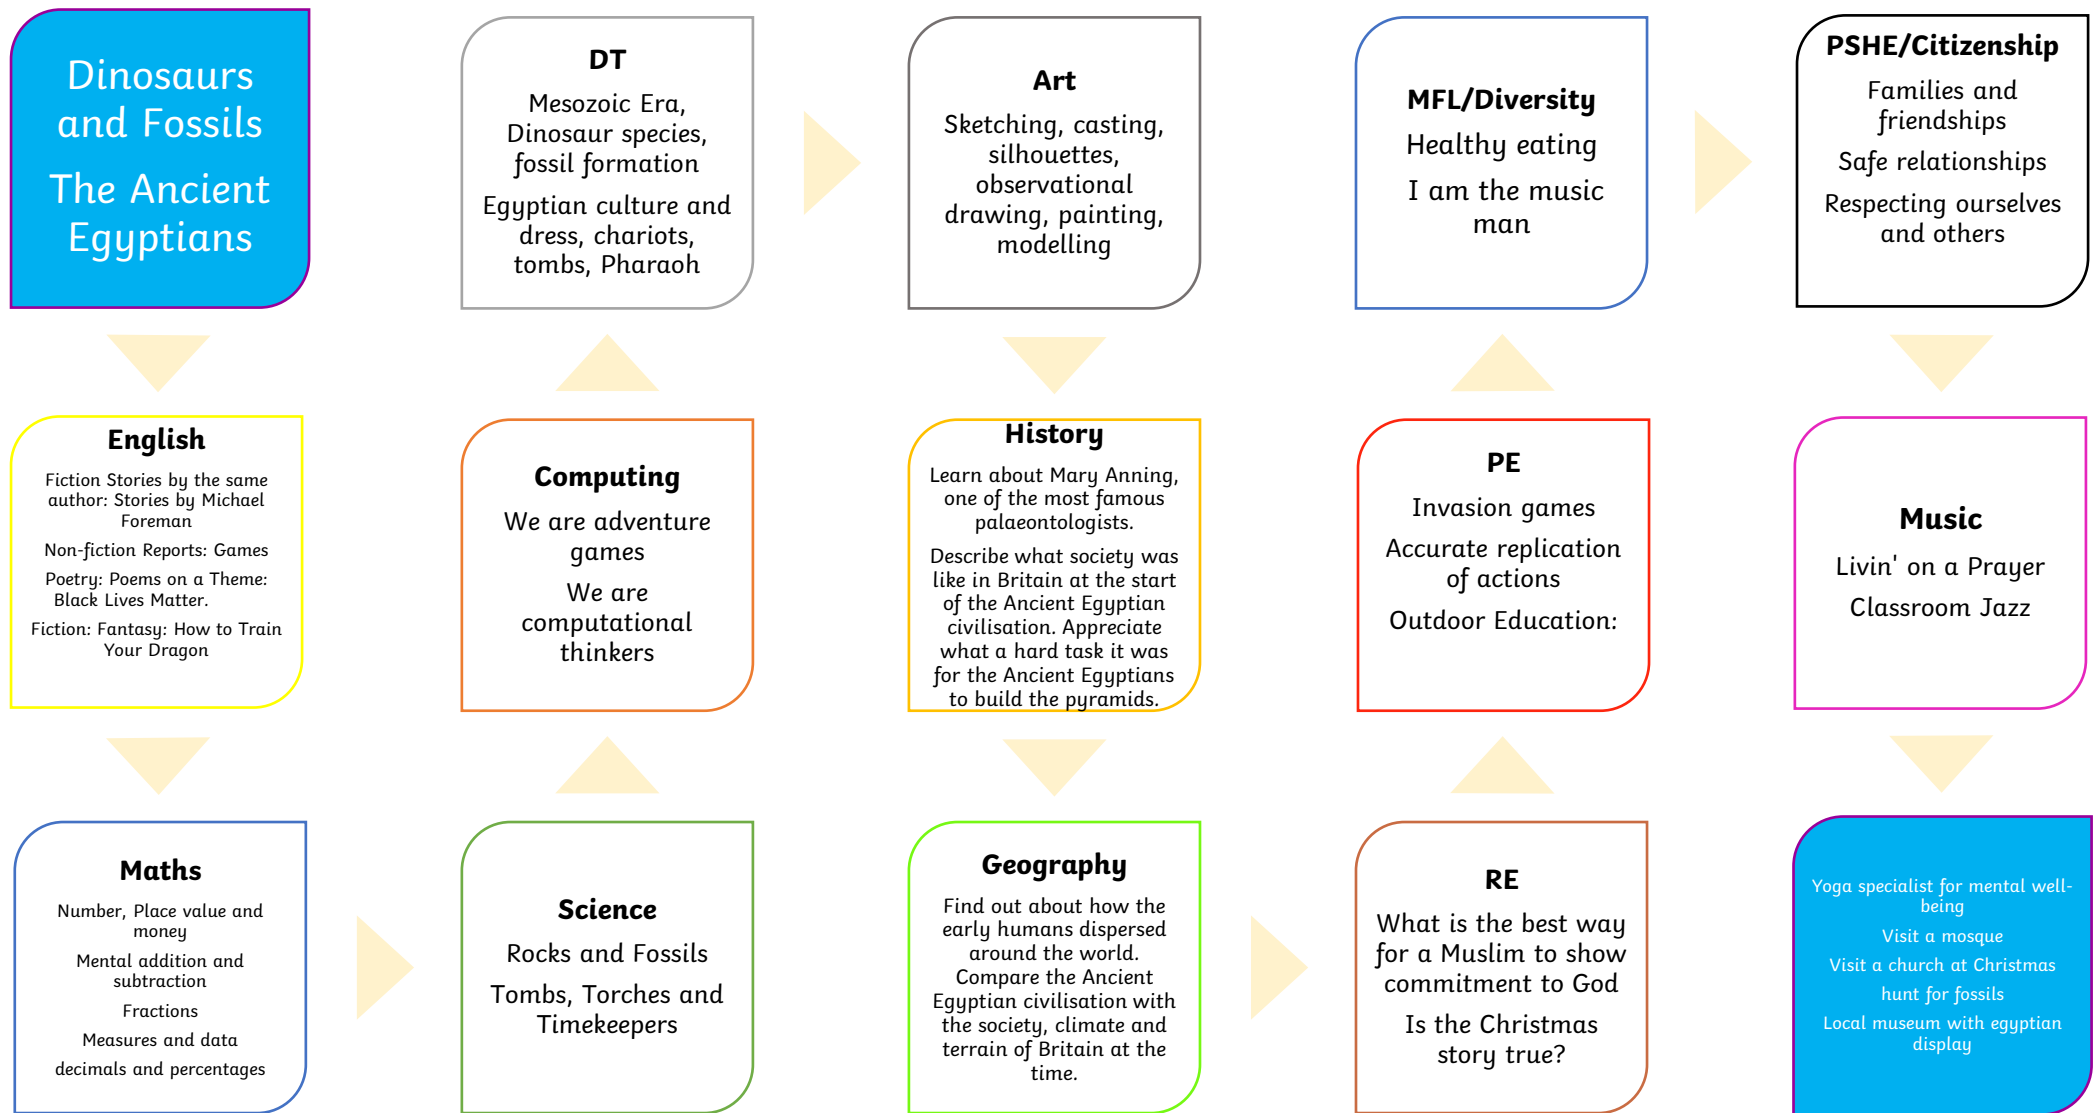 Dinosaurs
and Fossils
The Ancient
Egyptians
English
Fiction Stories by the same
author: Stories by Michael
Foreman
Non-fiction Reports: Games
Poetry: Poems on a Theme:
Black Lives Matter.
Fiction: Fantasy: How to Train
Your Dragon
Maths
Number, Place value and
money
Mental addition and
subtraction
Fractions
Measures and data
decimals and percentages
Science
Rocks and Fossils
Tombs, Torches and
Timekeepers
Computing
We are adventure
games
We are
computational
thinkers
DT
Mesozoic Era,
Dinosaur species,
fossil formation
Egyptian culture and
dress, chariots,
tombs, Pharaoh
Art
Sketching, casting,
silhouettes,
observational
drawing, painting,
modelling
History
Learn about Mary Anning,
one of the most famous
palaeontologists.
Describe what society was
like in Britain at the start
of the Ancient Egyptian
civilisation. Appreciate
what a hard task it was
for the Ancient Egyptians
to build the pyramids.
Geography
Find out about how the
early humans dispersed
around the world.
Compare the Ancient
Egyptian civilisation with
the society, climate and
terrain of Britain at the
time.
RE
What is the best way
for a Muslim to show
commitment to God
Is the Christmas
story true?
PE
Invasion games
Accurate replication
of actions
Outdoor Education:
MFL/Diversity
Healthy eating
I am the music
man
PSHE/Citizenship
Families and
friendships
Safe relationships
Respecting ourselves
and others
Music
Livin' on a Prayer
Classroom Jazz
Yoga specialist for mental well-
being
Visit a mosque
Visit a church at Christmas
hunt for fossils
Local museum with egyptian
display